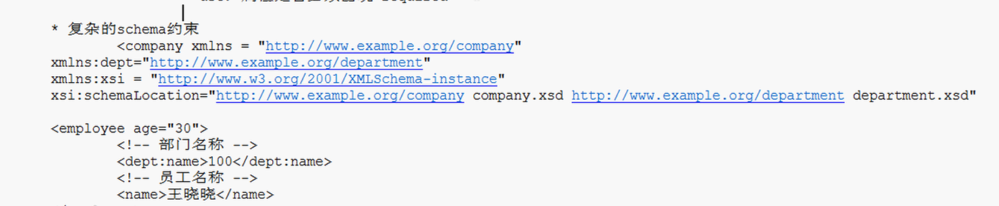 * 复杂的schema约束
<company xmlns = "http://www.example.org/company"
xmlns:dept="http://www.example.org/department"
xmlns:xsi = "http://www.w3.org/2001/XMLSchema-instance"
xsi:schemaLocation="http://www.example.org/company company.xsd http://www.example.org/department department.xsd"
<employee age="30">
<!-- 部门名称 -->
<dept:name>100</dept:name>
<!-- 员工名称 -->
<name>王晓晓</name>